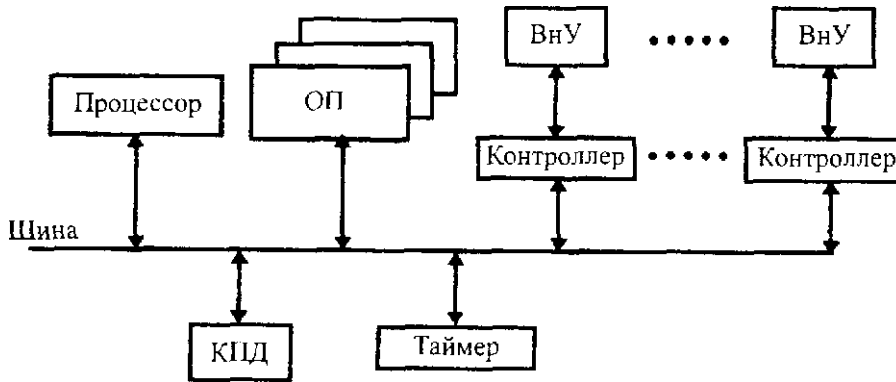 ВнУ
ВнУ
Процессор
ОП
Контроллер
Контроллер
Шина
КПД
Таймер